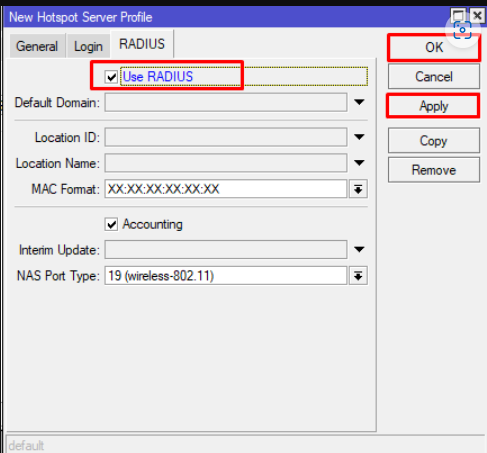 New Hotspot Server Profile
General Login RADIUS
Use RADIUS
Default Domain:
Location ID:
Location Name:
MAC Format: XX:XX:XX:XX:XX:XX
Accounting
Interim Update:
NAS Port Type: 19 (wireless-802.11)
OK
Cancel
Apply
Copy
Remove
default